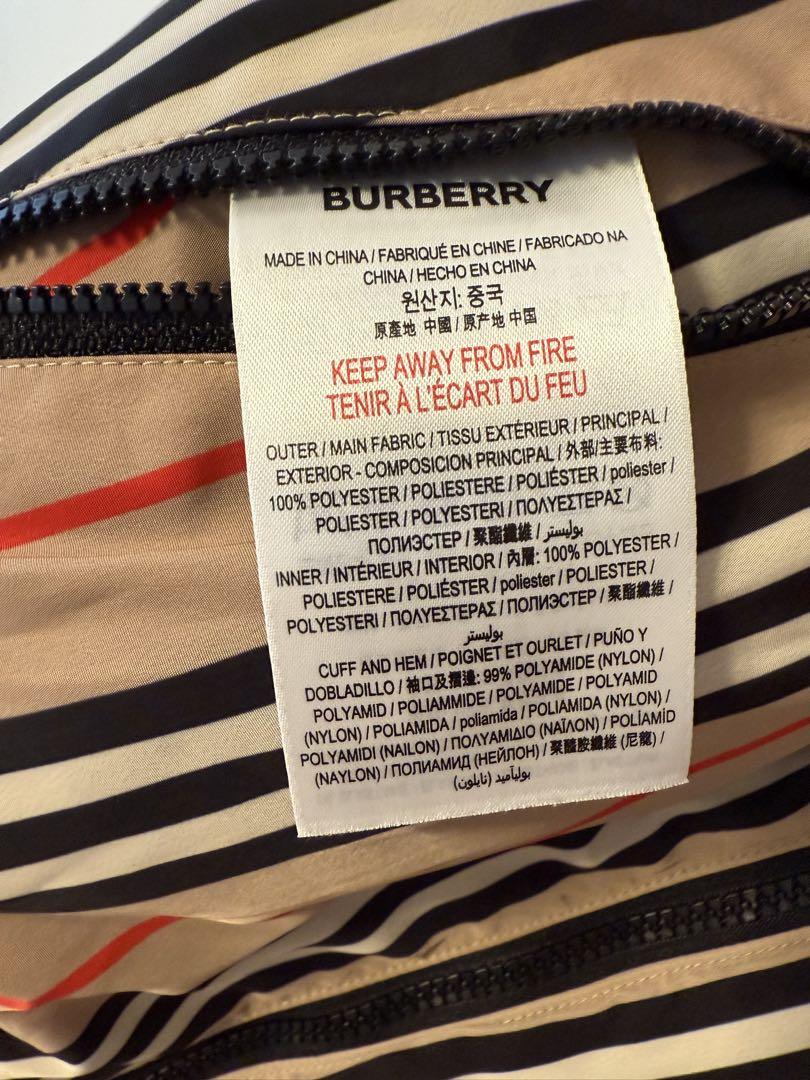 BURBERRY
MADE IN CHINA / FABRIQUÉ EN CHINE / FABRICADO NA
CHINA / HECHO EN CHINA
원산지: 중국
原產地 中國 / 原产地 中国
KEEP AWAY FROM FIRE
TENIR À L'ÉCART DU FEU
OUTER / MAIN FABRIC / TISSU EXTÉRIEUR / PRINCIPAL /
EXTERIOR - COMPOSICION PRINCIPAL / 外部/主要布料:
100% POLYESTER / POLIESTERE / POLIÉSTER / poliester /
POLIESTER / POLYESTERI / ΠΟΛΥΕΣΤΕΡΑΣ /
ПОЛИЭСТЕР / 聚酯纖維 / بوليستر
INNER / INTÉRIEUR / INTERIOR / 內層: 100% POLYESTER /
POLIESTERE / POLIÉSTER / poliester / POLIESTER /
POLYESTERI / ΠΟΛΥΕΣΤΕΡΑΣ / ПОЛИЭСТЕР / 聚酯纖維 /
بوليستر
CUFF AND HEM / POIGNET ET OURLET / PUÑO Y
DOBLADILLO / 袖口及摺邊: 99% POLYAMIDE (NYLON) /
POLYAMID / POLIAMMIDE / POLYAMIDE / POLYAMID
(NYLON) / POLIAMIDA / poliamida / POLIAMIDA (NYLON) /
POLYAMIDI (NAILON) / ΠΟΛΥΑΜΙΔΙΟ (ΝΑΪΛΟΝ) / POLİAMİD
(NAYLON) / ПОЛИАМИД (НЕЙЛОН) / 聚醯胺纖維 (尼龍) /
بوليآميد (نايلون)